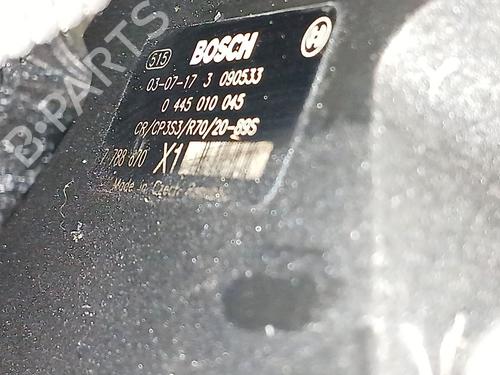 515 BOSCH
03-07-17 3 090533
0 445 010 045
CR/CP3S3/R70/20-89S
7 788 670 X1
Made in Czech
B-PARTS